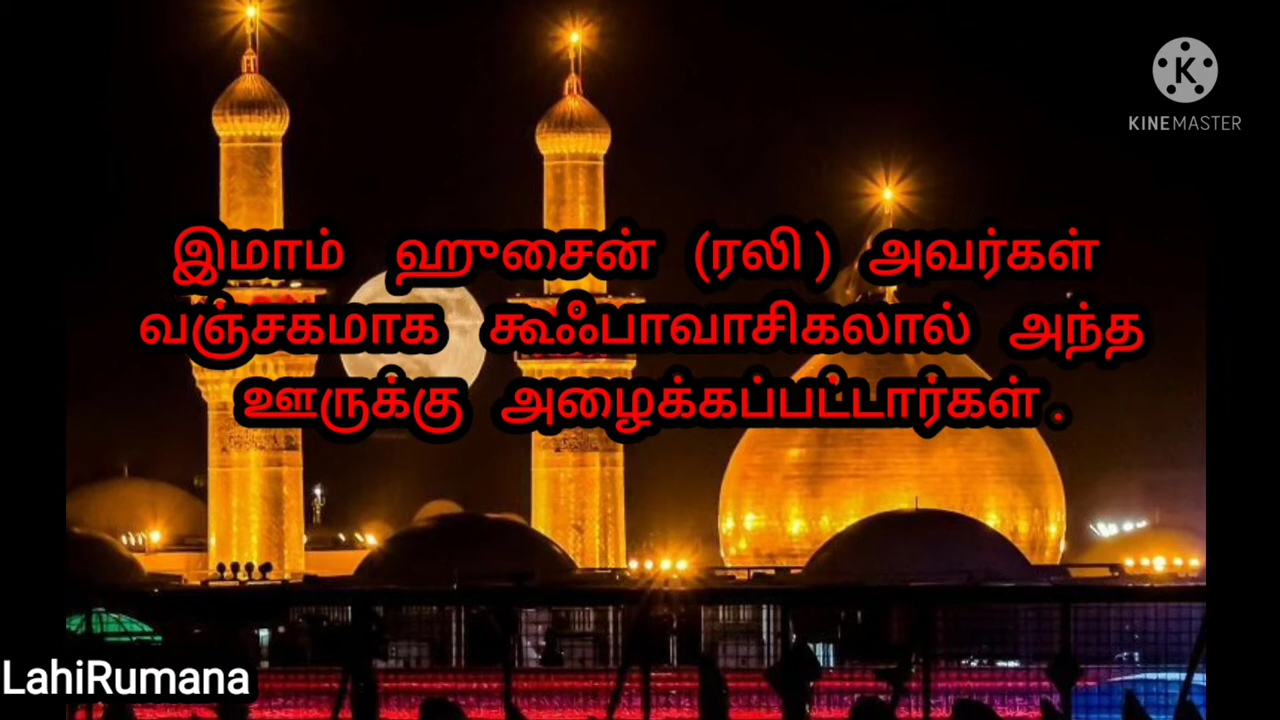 K
KINEMASTER
இமாம் ஹுசைன் (ரலி) அவர்கள்
வஞ்சகமாக கூஃபாவாசிகலால் அந்த
ஊருக்கு அழைக்கப்பட்டார்கள்.
LahiRumana